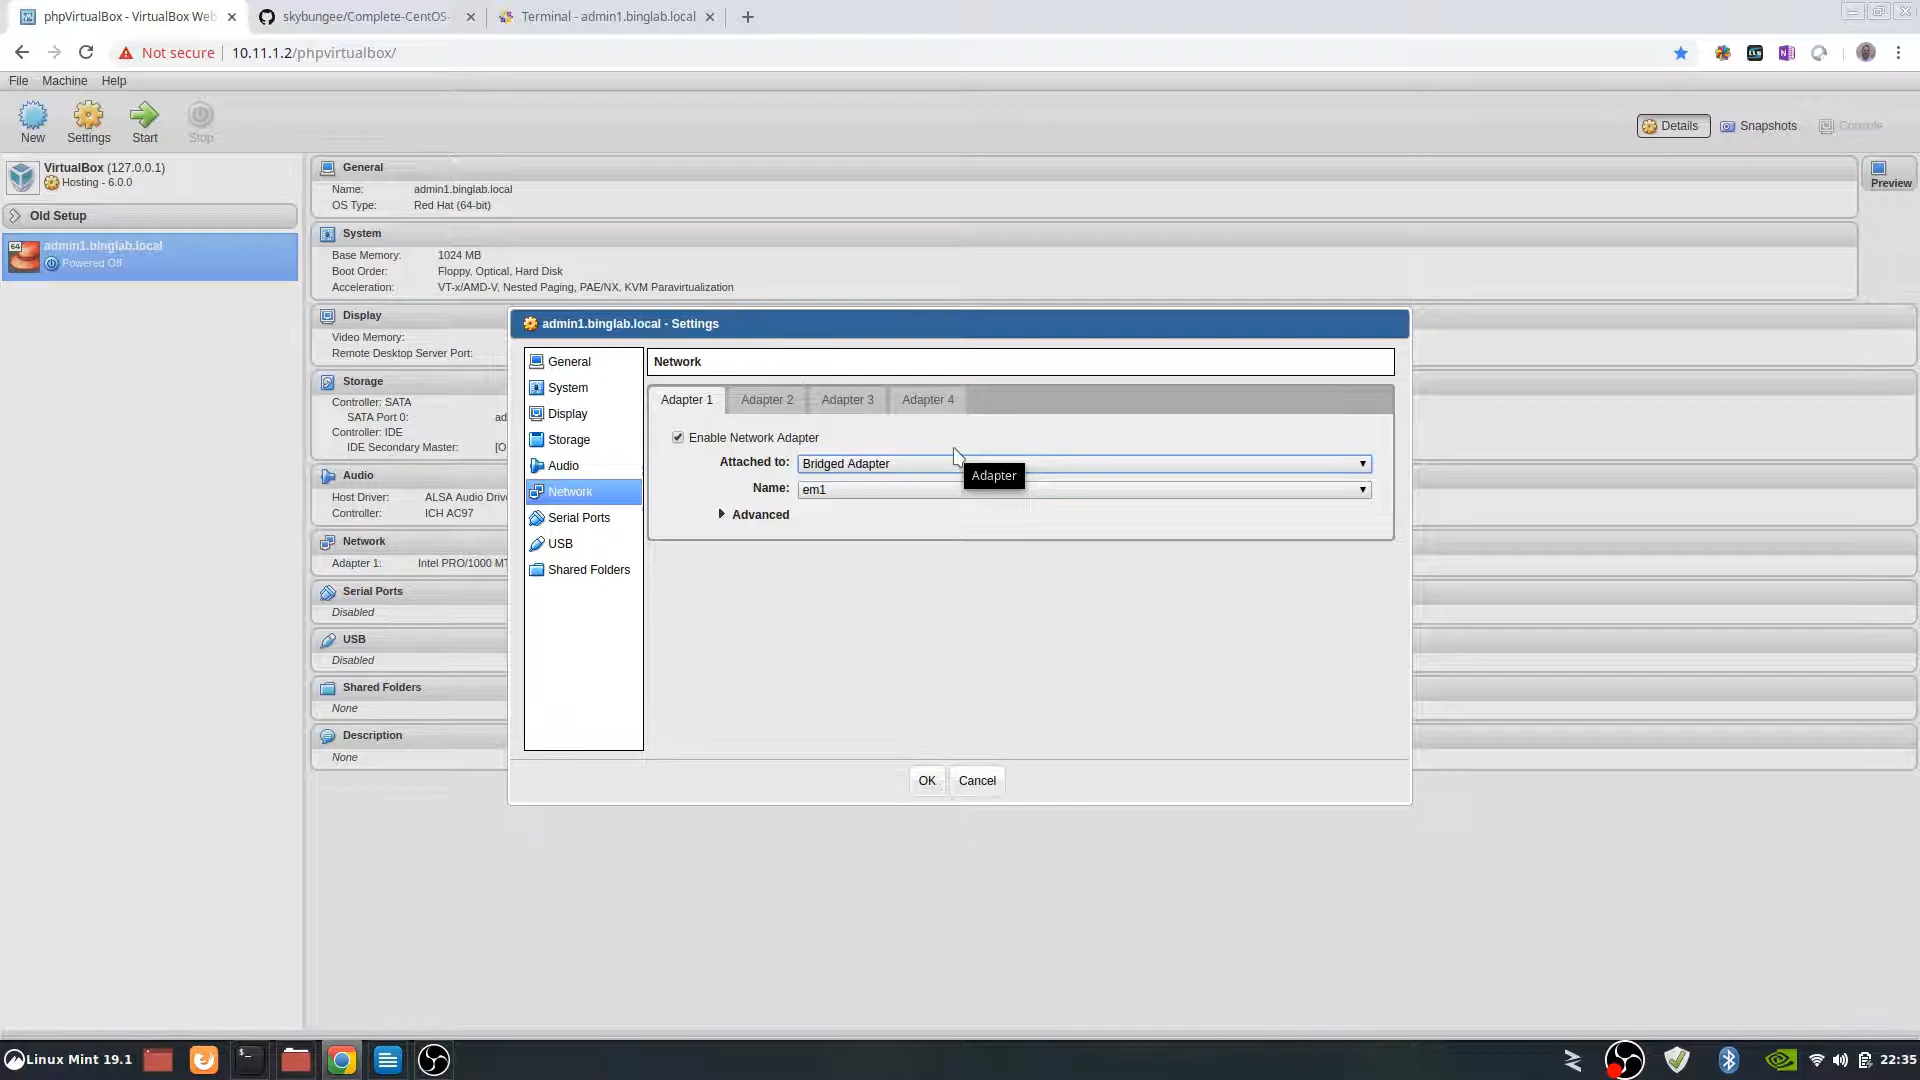 phpVirtualBox - VirtualBox Web
skybungee/Complete-CentOS-
Terminal - admin1.binglab.local
Not secure
10.11.1.2/phpvirtualbox/
File Machine Help
New
Settings
Start
Stop
Details
Snapshots
Console
VirtualBox (127.0.0.1)
Hosting - 6.0.0
Old Setup
64
admin1.binglab.local
Powered Off
General
Name: admin1.binglab.local
OS Type: Red Hat (64-bit)
Preview
System
Base Memory: 1024 MB
Boot Order: Floppy, Optical, Hard Disk
Acceleration: VT-x/AMD-V, Nested Paging, PAE/NX, KVM Paravirtualization
Display
Video Memory:
Remote Desktop Server Port:
Storage
Controller: SATA
SATA Port 0: ad
Controller: IDE
IDE Secondary Master: [O
Audio
Host Driver: ALSA Audio Drive
Controller: ICH AC97
Network
Adapter 1: Intel PRO/1000 MT
Serial Ports
Disabled
USB
Disabled
Shared Folders
None
Description
None
admin1.binglab.local - Settings
General
System
Display
Storage
Audio
Network
Serial Ports
USB
Shared Folders
Network
Adapter 1
Adapter 2
Adapter 3
Adapter 4
Enable Network Adapter
Attached to: Bridged Adapter
Adapter
Name: em1
Advanced
OK
Cancel
Linux Mint 19.1
22:35